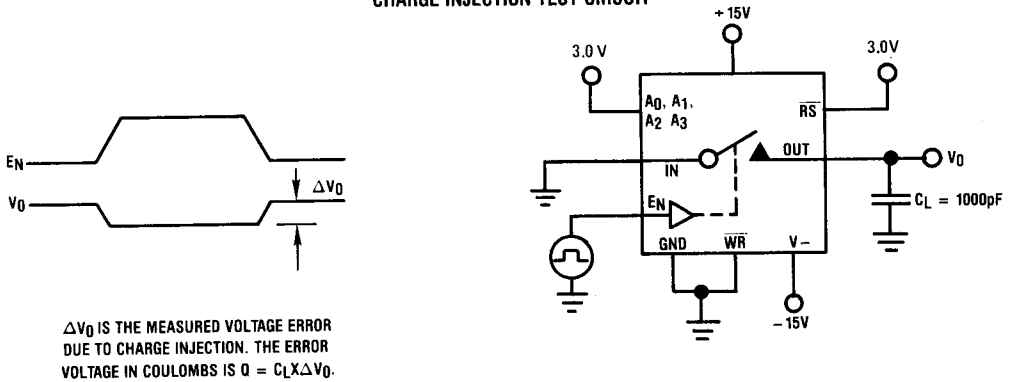 CHARGE INJECTION TEST CIRCUIT
+15V
3.0V
3.0V
A0, A1,
A2 A3
RS
EN
ΔV0
V0
IN
OUT
V0
EN
CL = 1000pF
GND
WR
V-
-15V
ΔV0 IS THE MEASURED VOLTAGE ERROR
DUE TO CHARGE INJECTION. THE ERROR
VOLTAGE IN COULOMBS IS Q = CLXΔV0.